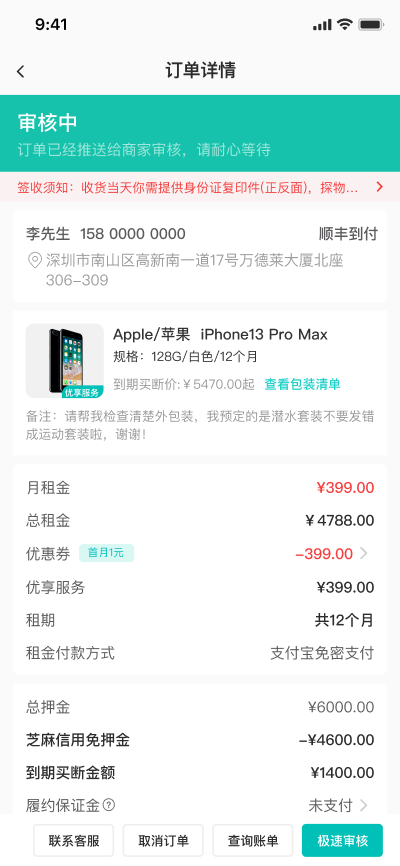 9:41
订单详情
审核中
订单已经推送给商家审核，请耐心等待
签收须知：收货当天你需提供身份证复印件(正反面)，探物...
李先生 158 0000 0000 顺丰到付
深圳市南山区高新南一道17号万德莱大厦北座
306-309
Apple/苹果 iPhone13 Pro Max
规格：128G/白色/12个月
到期买断价:￥5470.00起 查看包装清单
优享服务
备注：请帮我检查清楚外包装，我预定的是潜水套装不要发错
成运动套装啦，谢谢！
月租金 ¥399.00
总租金 ￥4788.00
优惠券 首月1元 -399.00
优享服务 ¥399.00
租期 共12个月
租金付款方式 支付宝免密支付
总押金 ¥6000.00
芝麻信用免押金 -¥4600.00
到期买断金额 ¥1400.00
履约保证金? 未支付
联系客服 取消订单 查询账单 极速审核